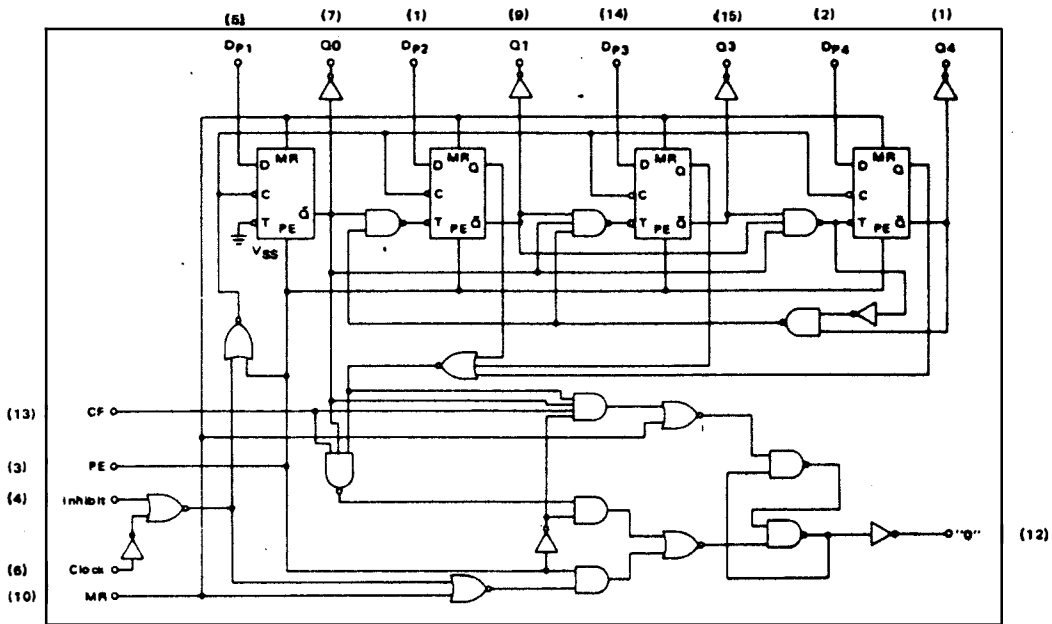 (5) (7) (1) (9) (14) (15) (2) (1)
DP1 Q0 DP2 Q1 DP3 Q3 DP4 Q4
MR MR MR MR
D D Q D Q D Q
C C C C
Q̄
T PE T PE Q̄ T PE Q̄ T PE Q̄
VSS
(13) CF
(3) PE
(4) Inhibit
"0" (12)
(6) Clock
(10) MR